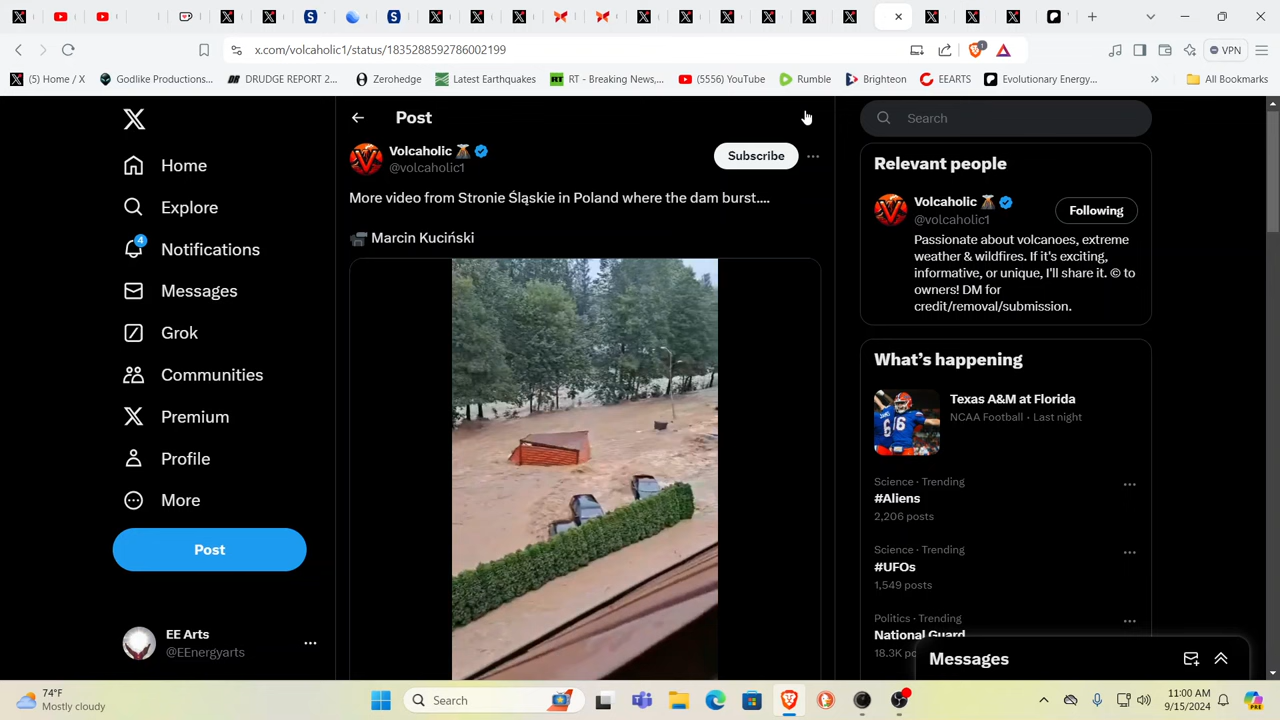 x.com/volcaholic1/status/1835288592786002199
VPN
(5) Home / X
Godlike Productions...
DRUDGE REPORT 2...
Zerohedge
Latest Earthquakes
RT - Breaking News,...
(5556) YouTube
Rumble
Brighteon
EEARTS
Evolutionary Energy...
All Bookmarks
Home
Explore
4
Notifications
Messages
Grok
Communities
Premium
Profile
More
Post
EE Arts
@EEnergyarts
Post
Volcaholic
@volcaholic1
Subscribe
More video from Stronie Śląskie in Poland where the dam burst....
Marcin Kuciński
Search
Relevant people
Volcaholic
@volcaholic1
Following
Passionate about volcanoes, extreme
weather & wildfires. If it's exciting,
informative, or unique, I'll share it. © to
owners! DM for
credit/removal/submission.
What's happening
Texas A&M at Florida
NCAA Football · Last night
Science · Trending
#Aliens
2,206 posts
Science · Trending
#UFOs
1,549 posts
Politics · Trending
National Guard
18.3K
Messages
74°F
Mostly cloudy
Search
11:00 AM
9/15/2024